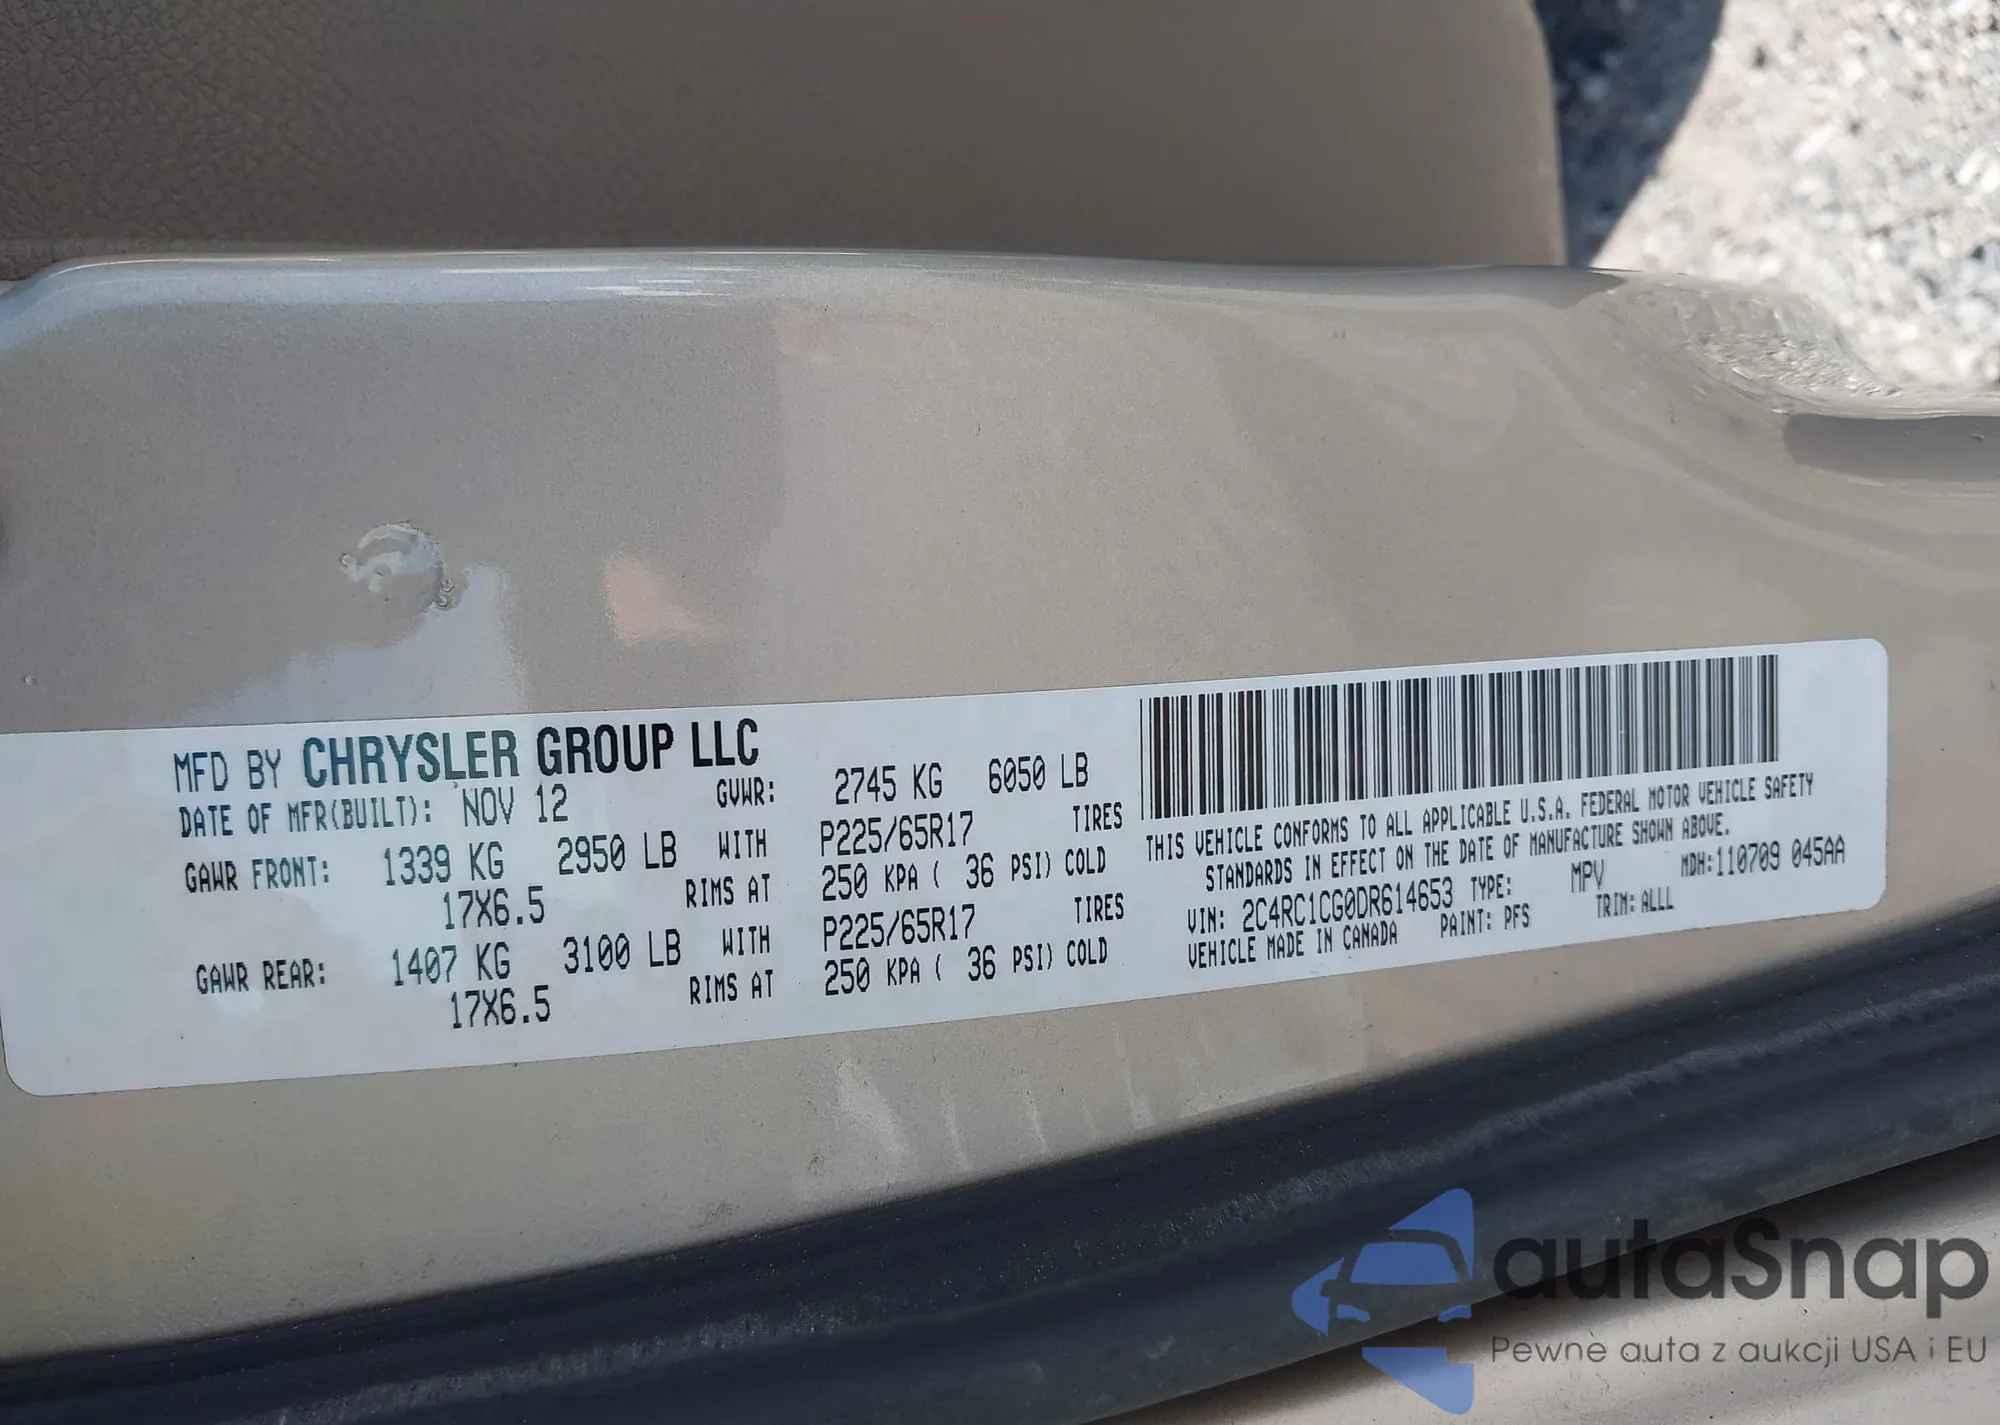 MFD BY CHRYSLER GROUP LLC
DATE OF MFR(BUILT): NOV 12 GVWR: 2745 KG 6050 LB
GAWR FRONT: 1339 KG 2950 LB WITH P225/65R17 TIRES
17X6.5 RIMS AT 250 KPA ( 36 PSI) COLD
GAWR REAR: 1407 KG 3100 LB WITH P225/65R17 TIRES
17X6.5 RIMS AT 250 KPA ( 36 PSI) COLD
THIS VEHICLE CONFORMS TO ALL APPLICABLE U.S.A. FEDERAL MOTOR VEHICLE SAFETY
STANDARDS IN EFFECT ON THE DATE OF MANUFACTURE SHOWN ABOVE.
VIN: 2C4RC1CG0DR614653 TYPE: MPV MDH:110709 045AA
VEHICLE MADE IN CANADA PAINT: PFS TRIM: ALLL
autaSnap
Pewne auta z aukcji USA i EU